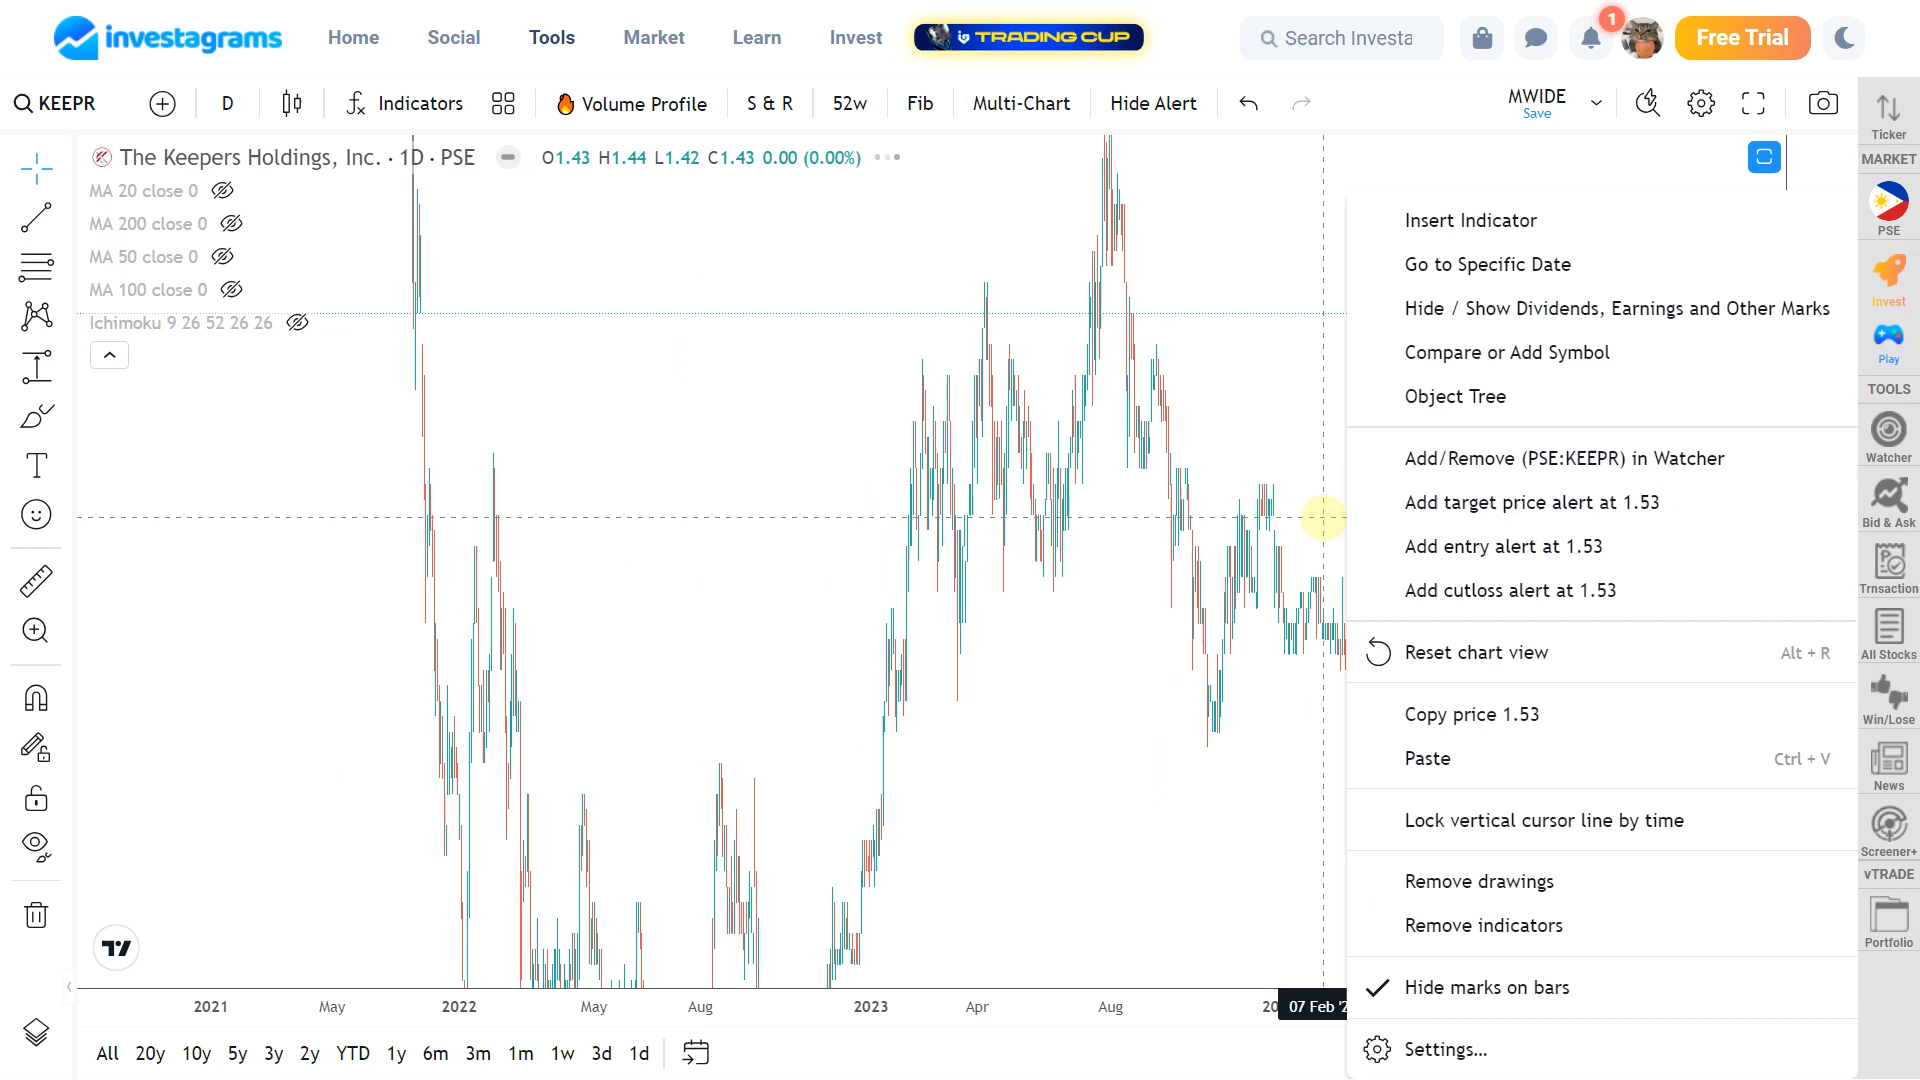 investagrams Home Social Tools Market Learn Invest TRADING CUP Search Investa 1 Free Trial
KEEPR D Indicators Volume Profile S & R 52w Fib Multi-Chart Hide Alert MWIDE Save
The Keepers Holdings, Inc. · 1D · PSE O1.43 H1.44 L1.42 C1.43 0.00 (0.00%)
MA 20 close 0
MA 200 close 0
MA 50 close 0
MA 100 close 0
Ichimoku 9 26 52 26 26
Insert Indicator
Go to Specific Date
Hide / Show Dividends, Earnings and Other Marks
Compare or Add Symbol
Object Tree
Add/Remove (PSE:KEEPR) in Watcher
Add target price alert at 1.53
Add entry alert at 1.53
Add cutloss alert at 1.53
Reset chart view Alt + R
Copy price 1.53
Paste Ctrl + V
Lock vertical cursor line by time
Remove drawings
Remove indicators
Hide marks on bars
Settings...
Ticker
MARKET
PSE
Invest
Play
TOOLS
Watcher
Bid & Ask
Trnsaction
All Stocks
Win/Lose
News
Screener+
vTRADE
Portfolio
2021 May 2022 May Aug 2023 Apr Aug 20 07 Feb '2
All 20y 10y 5y 3y 2y YTD 1y 6m 3m 1m 1w 3d 1d